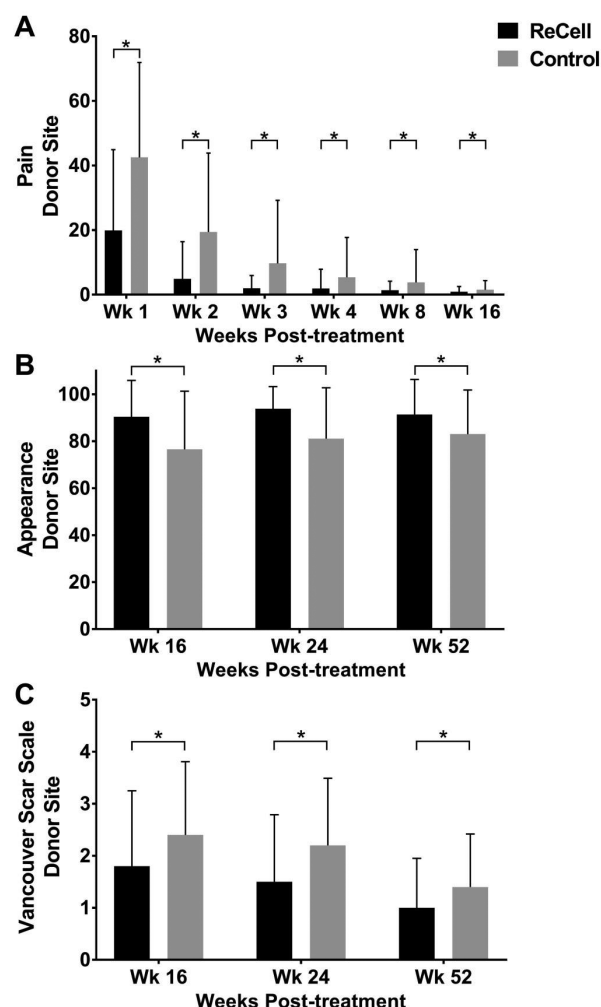 A
ReCell
Control
80
60
40
20
0
Pain
Donor Site
* * * * * *
Wk 1 Wk 2 Wk 3 Wk 4 Wk 8 Wk 16
Weeks Post-treatment
B
100
80
60
40
20
0
Appearance
Donor Site
* * *
Wk 16 Wk 24 Wk 52
Weeks Post-treatment
C
5
4
3
2
1
0
Vancouver Scar Scale
Donor Site
* * *
Wk 16 Wk 24 Wk 52
Weeks Post-treatment